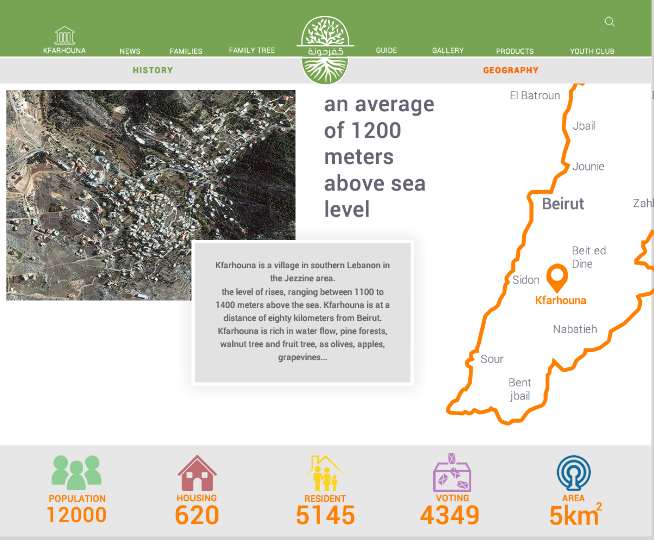 كفرحونة
KFARHOUNA
NEWS
FAMILIES
FAMILY TREE
GUIDE
GALLERY
PRODUCTS
YOUTH CLUB
HISTORY
GEOGRAPHY
an average
of 1200
meters
above sea
level
Kfarhouna is a village in southern Lebanon in
the Jezzine area.
the level of rises, ranging between 1100 to
1400 meters above the sea. Kfarhouna is at a
distance of eighty kilometers from Beirut.
Kfarhouna is rich in water flow, pine forests,
walnut tree and fruit tree, as olives, apples,
grapevines...
El Batroun
Jbail
Jounie
Beirut
Zahl
Beit ed
Dine
Sidon
Kfarhouna
Nabatieh
Sour
Bent
jbail
POPULATION
12000
HOUSING
620
RESIDENT
5145
VOTING
4349
AREA
5km²